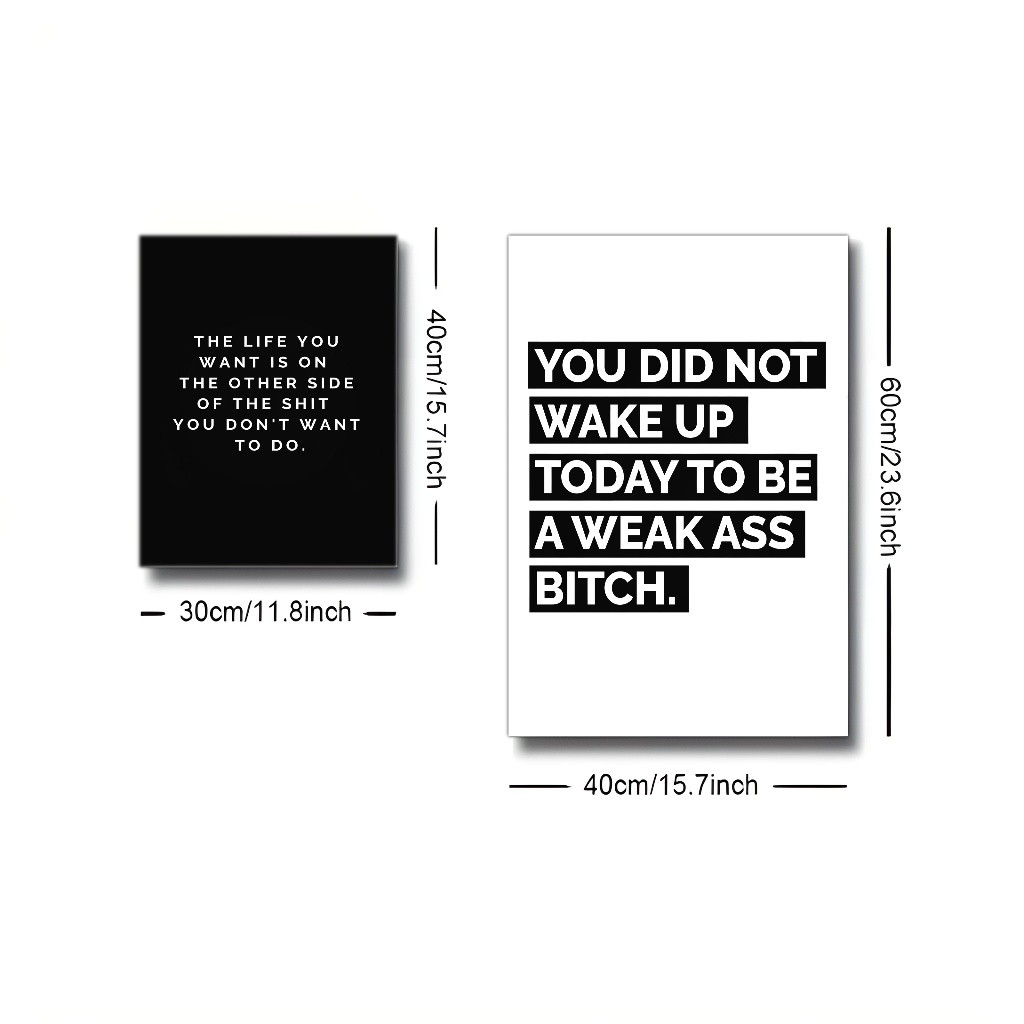 THE LIFE YOU
WANT IS ON
THE OTHER SIDE
OF THE SHIT
YOU DON'T WANT
TO DO.
40cm/15.7inch
30cm/11.8inch
YOU DID NOT
WAKE UP
TODAY TO BE
A WEAK ASS
BITCH.
60cm/23.6inch
40cm/15.7inch